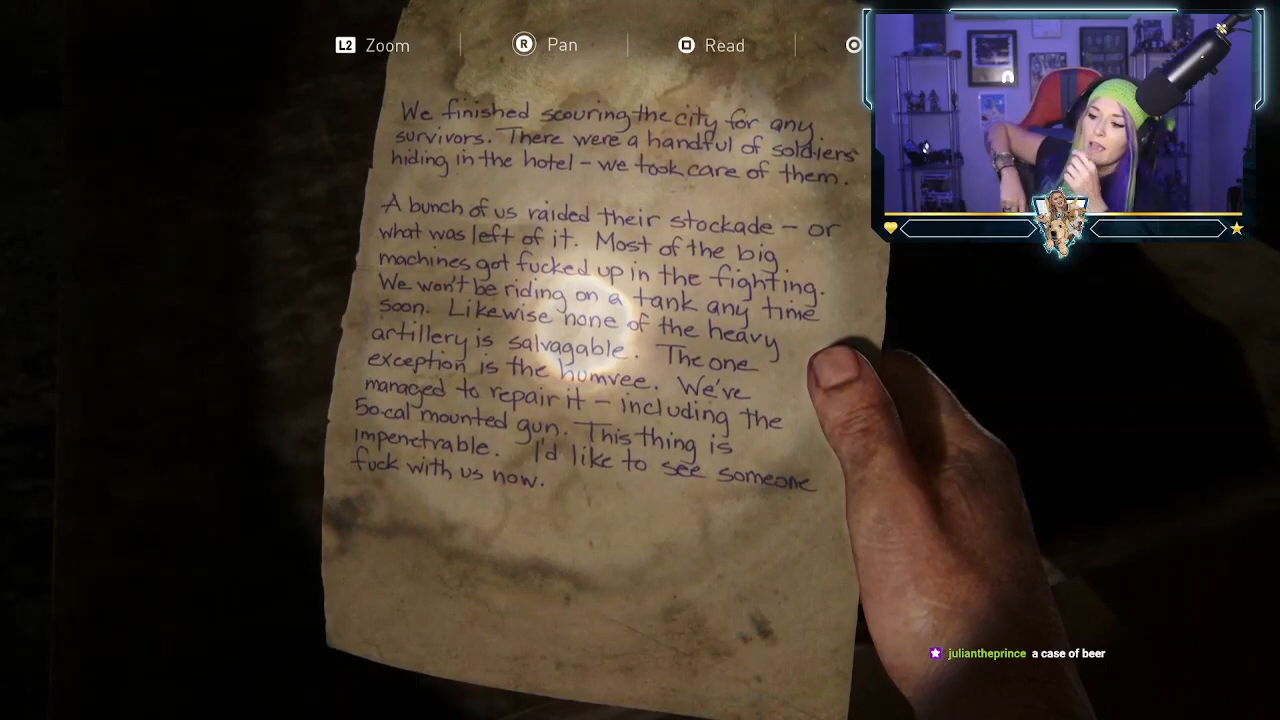 L2 Zoom
R Pan
Read
We finished scouring the city for any
survivors. There were a handful of soldiers
hiding in the hotel - we took care of them.
A bunch of us raided their stockade - or
what was left of it. Most of the big
machines got fucked up in the fighting.
We won't be riding on a tank any time
soon. Likewise none of the heavy
artillery is salvagable. The one
exception is the humvee. We've
managed to repair it - including the
50.cal mounted gun. This thing is
impenetrable. I'd like to see someone
fuck with us now.
juliantheprince a case of beer